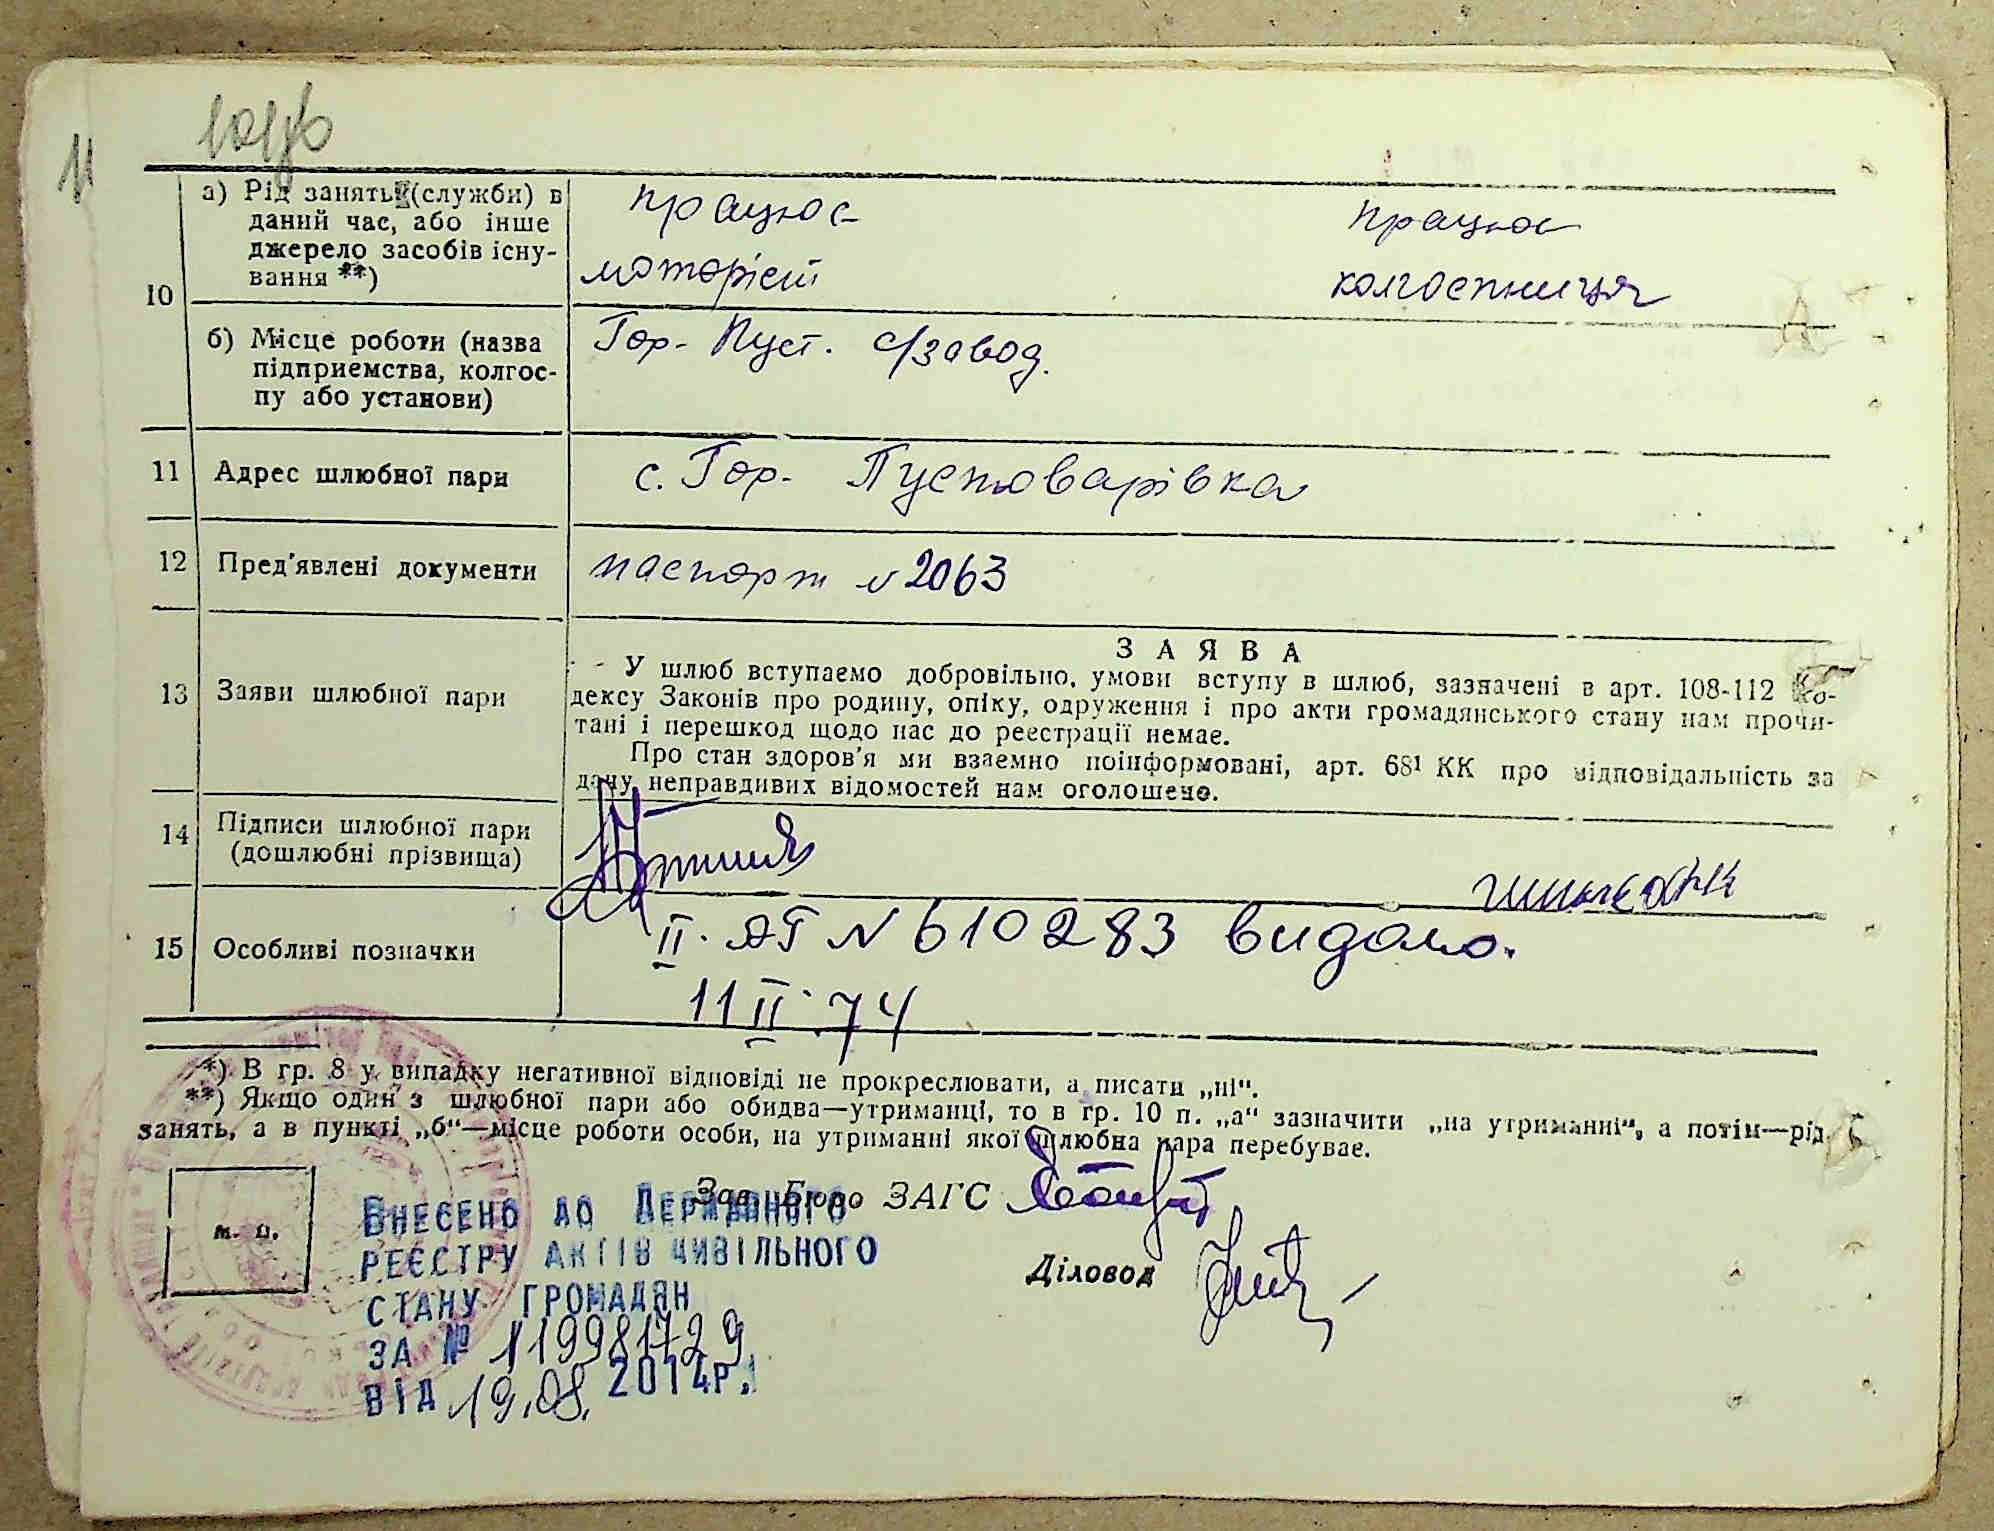 11
10 а) Рід занять (служби) в
даний час, або інше
джерело засобів існу-
вання **)
працює
моторіст
працює
колгоспниця
б) Місце роботи (назва
підприємства, колгос-
пу або установи)
Гор- Пуст. с/завод.
11 Адрес шлюбної пари
с. Гор- Пустоварівка
12 Пред'явлені документи
паспорт № 2063
13 Заяви шлюбної пари
ЗАЯВА
У шлюб вступаємо добровільно, умови вступу в шлюб, зазначені в арт. 108-112 Ко-
дексу Законів про родину, опіку, одруження і про акти громадянського стану нам прочи-
тані і перешкод щодо нас до реєстрації немає.
Про стан здоров'я ми взаємно поінформовані, арт. 68¹ КК про відповідальність за
дачу неправдивих відомостей нам оголошено.
14 Підписи шлюбної пари
(дошлюбні прізвища)
15 Особливі позначки
II. АГ № 610283 видано.
11 II. 74
*) В гр. 8 у випадку негативної відповіді не прокреслювати, а писати „ні“.
**) Якщо один з шлюбної пари або обидва—утриманці, то в гр. 10 п. „а“ зазначити „на утриманні“, а потім—рід
занять, а в пункті „б“—місце роботи особи, на утриманні якої шлюбна пара перебуває.
м. п.
Зав. Бюро ЗАГС
Діловод
ВНЕСЕНО ДО ДЕРЖАВНОГО
РЕЄСТРУ АКТІВ ЦИВІЛЬНОГО
СТАНУ ГРОМАДЯН
ЗА № 119981729
ВІД 19.08. 2014р.